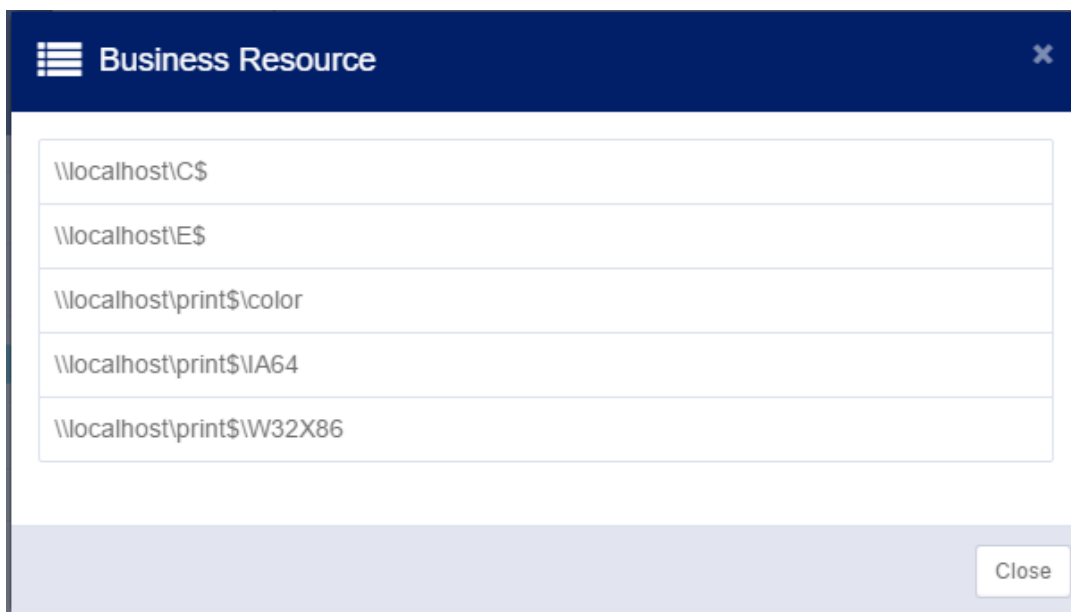 Business Resource
\\localhost\C$
\\localhost\E$
\\localhost\print$\color
\\localhost\print$\IA64
\\localhost\print$\W32X86
Close